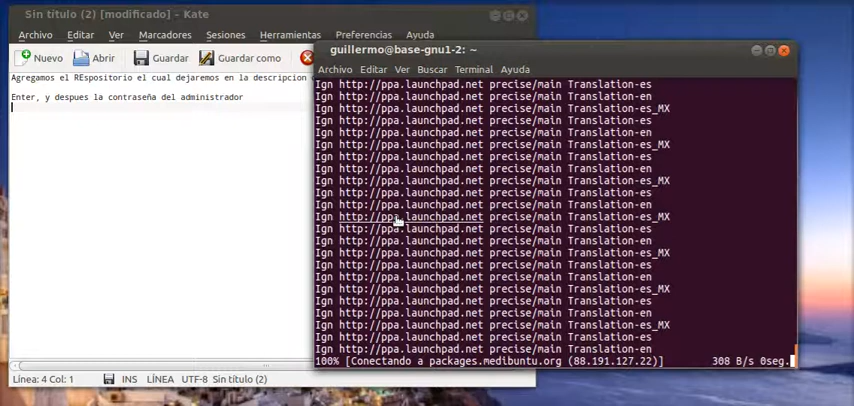 Sin título (2) [modificado] - Kate
Archivo Editar Ver Marcadores Sesiones Herramientas Preferencias Ayuda
Nuevo Abrir Guardar Guardar como
Agregamos el REspositorio el cual dejaremos en la descripcion
Enter, y despues la contraseña del administrador
Línea: 4 Col: 1 INS LÍNEA UTF-8 Sin título (2)
guillermo@base-gnu1-2: ~
Archivo Editar Ver Buscar Terminal Ayuda
Ign http://ppa.launchpad.net precise/main Translation-es
Ign http://ppa.launchpad.net precise/main Translation-en
Ign http://ppa.launchpad.net precise/main Translation-es_MX
Ign http://ppa.launchpad.net precise/main Translation-es
Ign http://ppa.launchpad.net precise/main Translation-en
Ign http://ppa.launchpad.net precise/main Translation-es_MX
Ign http://ppa.launchpad.net precise/main Translation-es
Ign http://ppa.launchpad.net precise/main Translation-en
Ign http://ppa.launchpad.net precise/main Translation-es_MX
Ign http://ppa.launchpad.net precise/main Translation-es
Ign http://ppa.launchpad.net precise/main Translation-en
Ign http://ppa.launchpad.net precise/main Translation-es_MX
Ign http://ppa.launchpad.net precise/main Translation-es
Ign http://ppa.launchpad.net precise/main Translation-en
Ign http://ppa.launchpad.net precise/main Translation-es_MX
Ign http://ppa.launchpad.net precise/main Translation-es
Ign http://ppa.launchpad.net precise/main Translation-en
Ign http://ppa.launchpad.net precise/main Translation-es_MX
Ign http://ppa.launchpad.net precise/main Translation-es
Ign http://ppa.launchpad.net precise/main Translation-en
Ign http://ppa.launchpad.net precise/main Translation-es_MX
Ign http://ppa.launchpad.net precise/main Translation-es
Ign http://ppa.launchpad.net precise/main Translation-en
100% [Conectando a packages.medibuntu.org (88.191.127.22)] 308 B/s 0seg.